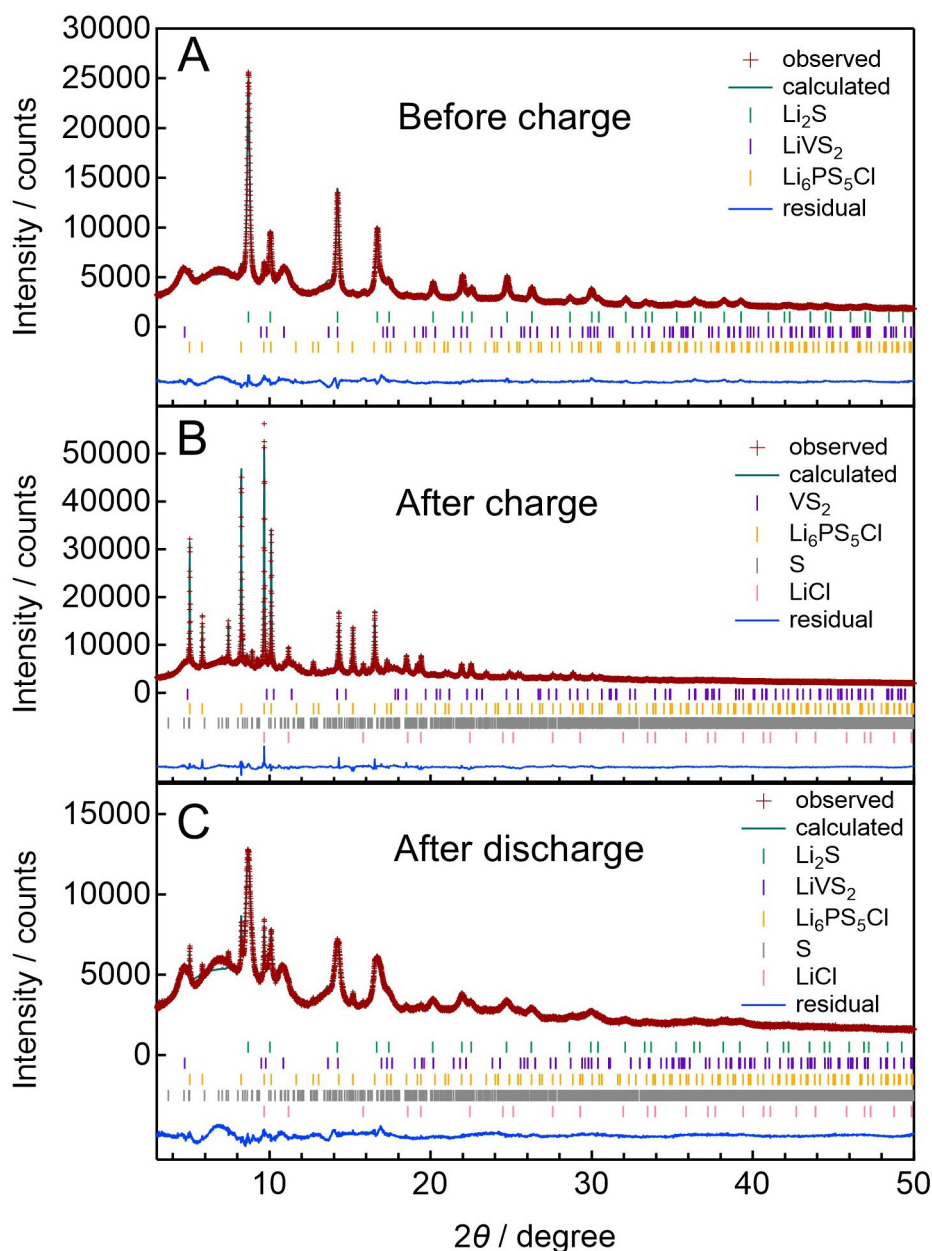 30000
25000
20000
15000
10000
5000
0
Intensity / counts
A
Before charge
observed
calculated
Li₂S
LiVS₂
Li₆PS₅Cl
residual
50000
40000
30000
20000
10000
0
Intensity / counts
B
After charge
observed
calculated
VS₂
Li₆PS₅Cl
S
LiCl
residual
15000
10000
5000
0
Intensity / counts
C
After discharge
observed
calculated
Li₂S
LiVS₂
Li₆PS₅Cl
S
LiCl
residual
10 20 30 40 50
2θ / degree